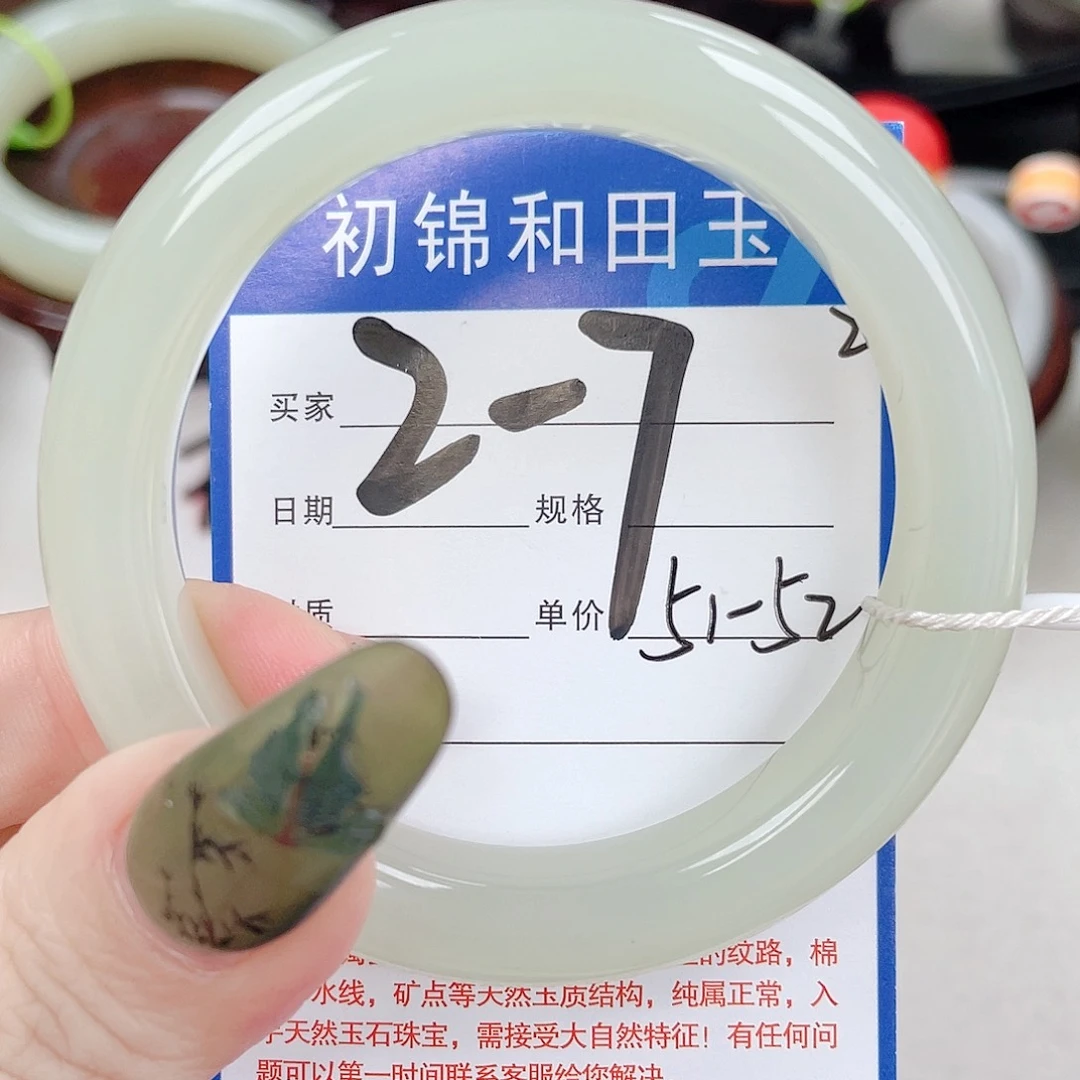 初锦和田玉
2-7
2
买家
日期 规格
质 单价 51-52
的纹路，棉
水线，矿点等天然玉质结构，纯属正常，入
于天然玉石珠宝，需接受大自然特征！有任何问
题可以第一时间联系客服给您解决